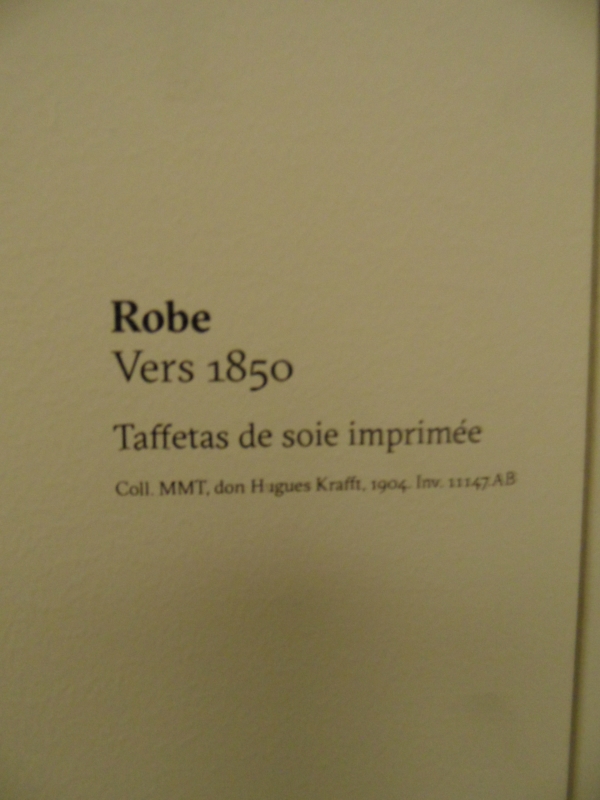 Robe
Vers 1850
Taffetas de soie imprimée
Coll. MMT, don Hugues Krafft, 1904. Inv. 11147.AB